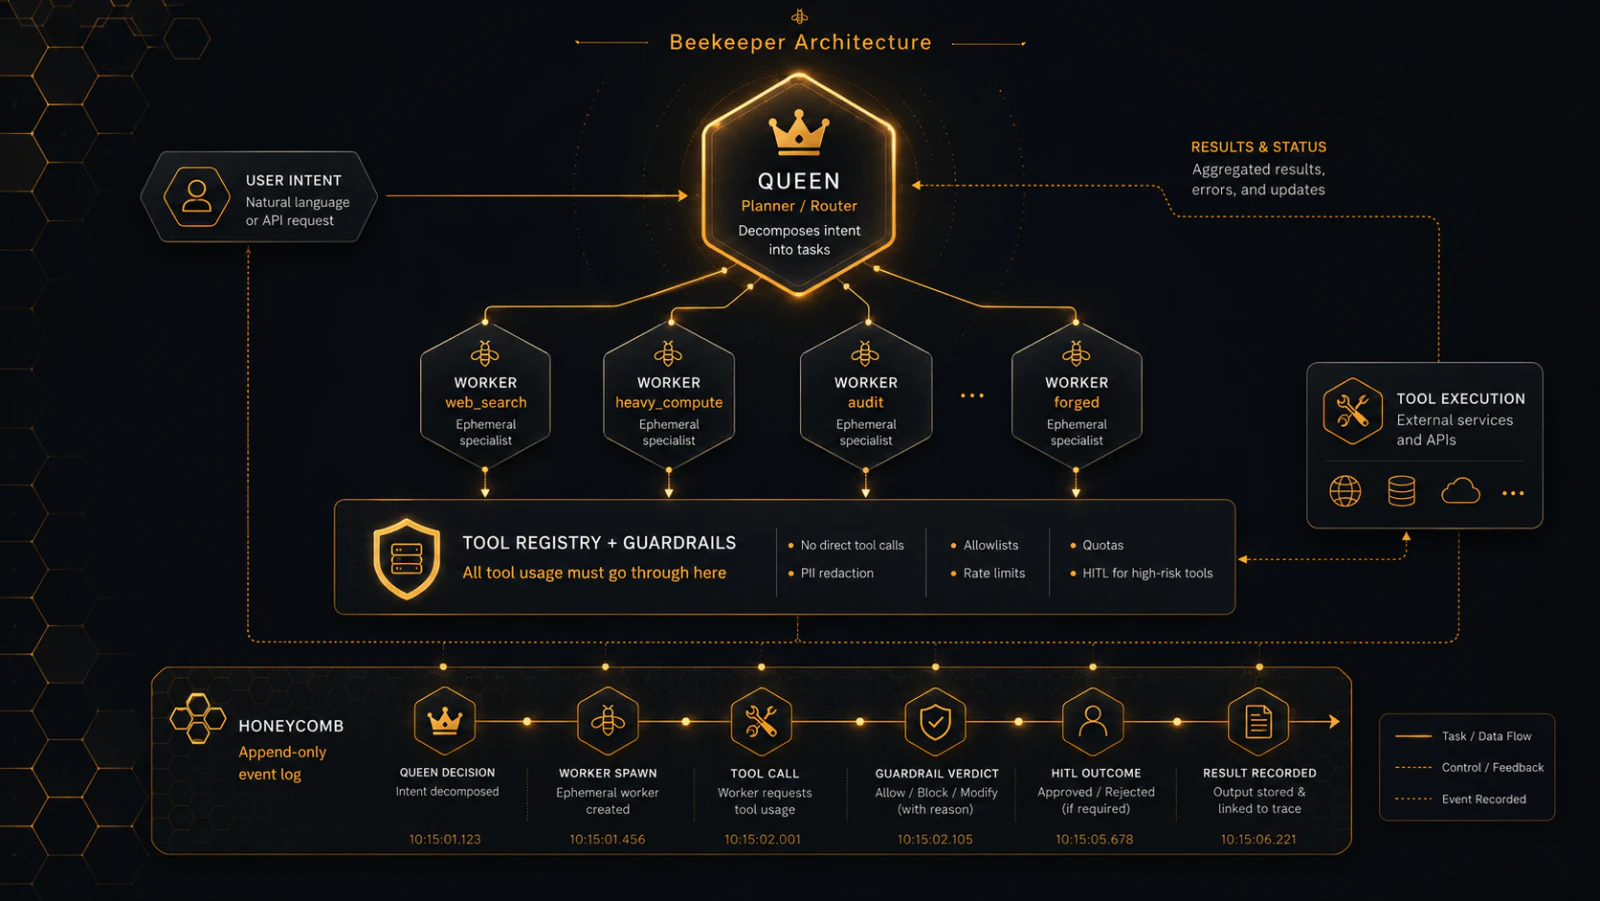 Beekeeper Architecture
QUEEN
Planner / Router
Decomposes intent
into tasks
USER INTENT
Natural language
or API request
RESULTS & STATUS
Aggregated results,
errors, and updates
WORKER
web_search
Ephemeral
specialist
WORKER
heavy_compute
Ephemeral
specialist
WORKER
audit
Ephemeral
specialist
...
WORKER
forged
Ephemeral
specialist
TOOL EXECUTION
External services
and APIs
...
TOOL REGISTRY + GUARDRAILS
All tool usage must go through here
• No direct tool calls
• PII redaction
• Allowlists
• Rate limits
• Quotas
• HITL for high-risk tools
HONEYCOMB
Append-only
event log
QUEEN DECISION
Intent decomposed
10:15:01.123
WORKER SPAWN
Ephemeral worker
created
10:15:01.456
TOOL CALL
Worker requests
tool usage
10:15:02.001
GUARDRAIL VERDICT
Allow / Block / Modify
(with reason)
10:15:02.105
HITL OUTCOME
Approved / Rejected
(if required)
10:15:05.678
RESULT RECORDED
Output stored &
linked to trace
10:15:06.221
Task / Data Flow
Control / Feedback
Event Recorded